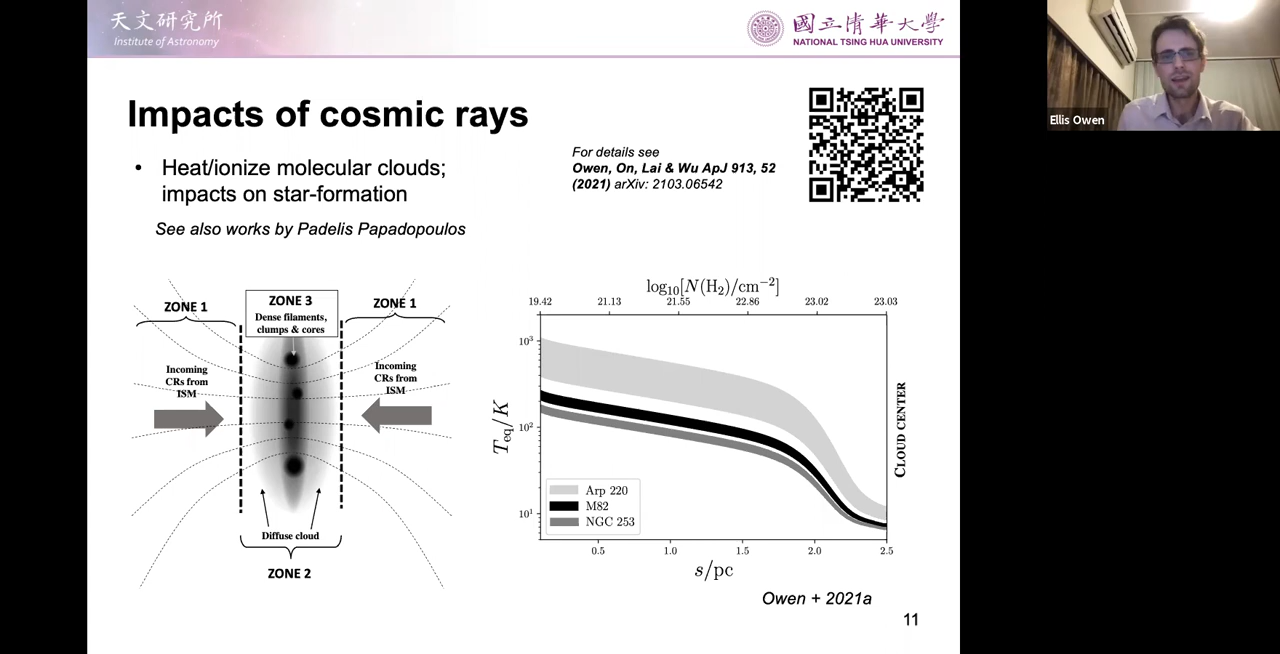 天文研究所
Institute of Astronomy
國立清華大學
NATIONAL TSING HUA UNIVERSITY
Ellis Owen
Impacts of cosmic rays
• Heat/ionize molecular clouds;
impacts on star-formation
See also works by Padelis Papadopoulos
For details see
Owen, On, Lai & Wu ApJ 913, 52
(2021) arXiv: 2103.06542
ZONE 1
ZONE 3
Dense filaments,
clumps & cores
ZONE 1
Incoming
CRs from
ISM
Incoming
CRs from
ISM
Diffuse cloud
ZONE 2
log₁₀[N(H₂)/cm⁻²]
19.42 21.13 21.55 22.86 23.02 23.03
10³
10²
10¹
T_eq/K
Arp 220
M82
NGC 253
CLOUD CENTER
0.5 1.0 1.5 2.0 2.5
s/pc
Owen + 2021a
11